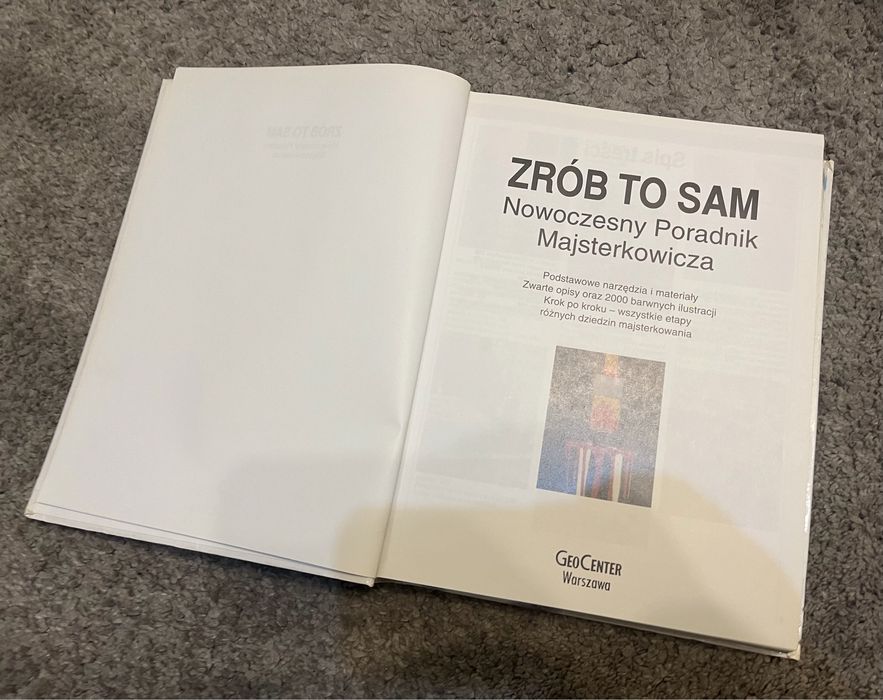 ZRÓB TO SAM
Nowoczesny Poradnik
Majsterkowicza
Podstawowe narzędzia i materiały
Zwarte opisy oraz 2000 barwnych ilustracji
Krok po kroku – wszystkie etapy
różnych dziedzin majsterkowania
GEOCENTER
Warszawa